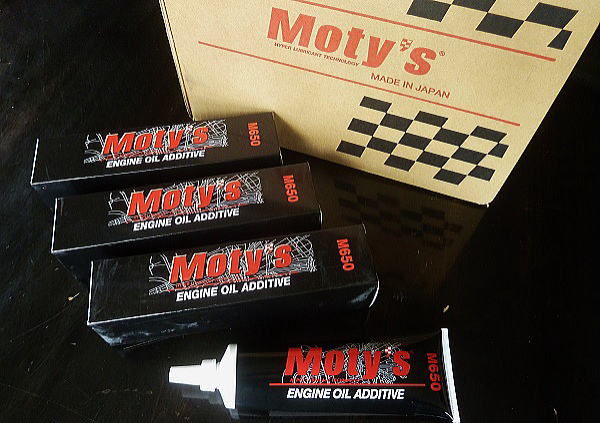 Moty's®
HYPER LUBRICANT TECHNOLOGY
MADE IN JAPAN
Moty's
ENGINE OIL ADDITIVE
M650
Moty's
ENGINE OIL ADDITIVE
M650
Moty's
ENGINE OIL ADDITIVE
M650
Moty's
ENGINE OIL ADDITIVE
M650